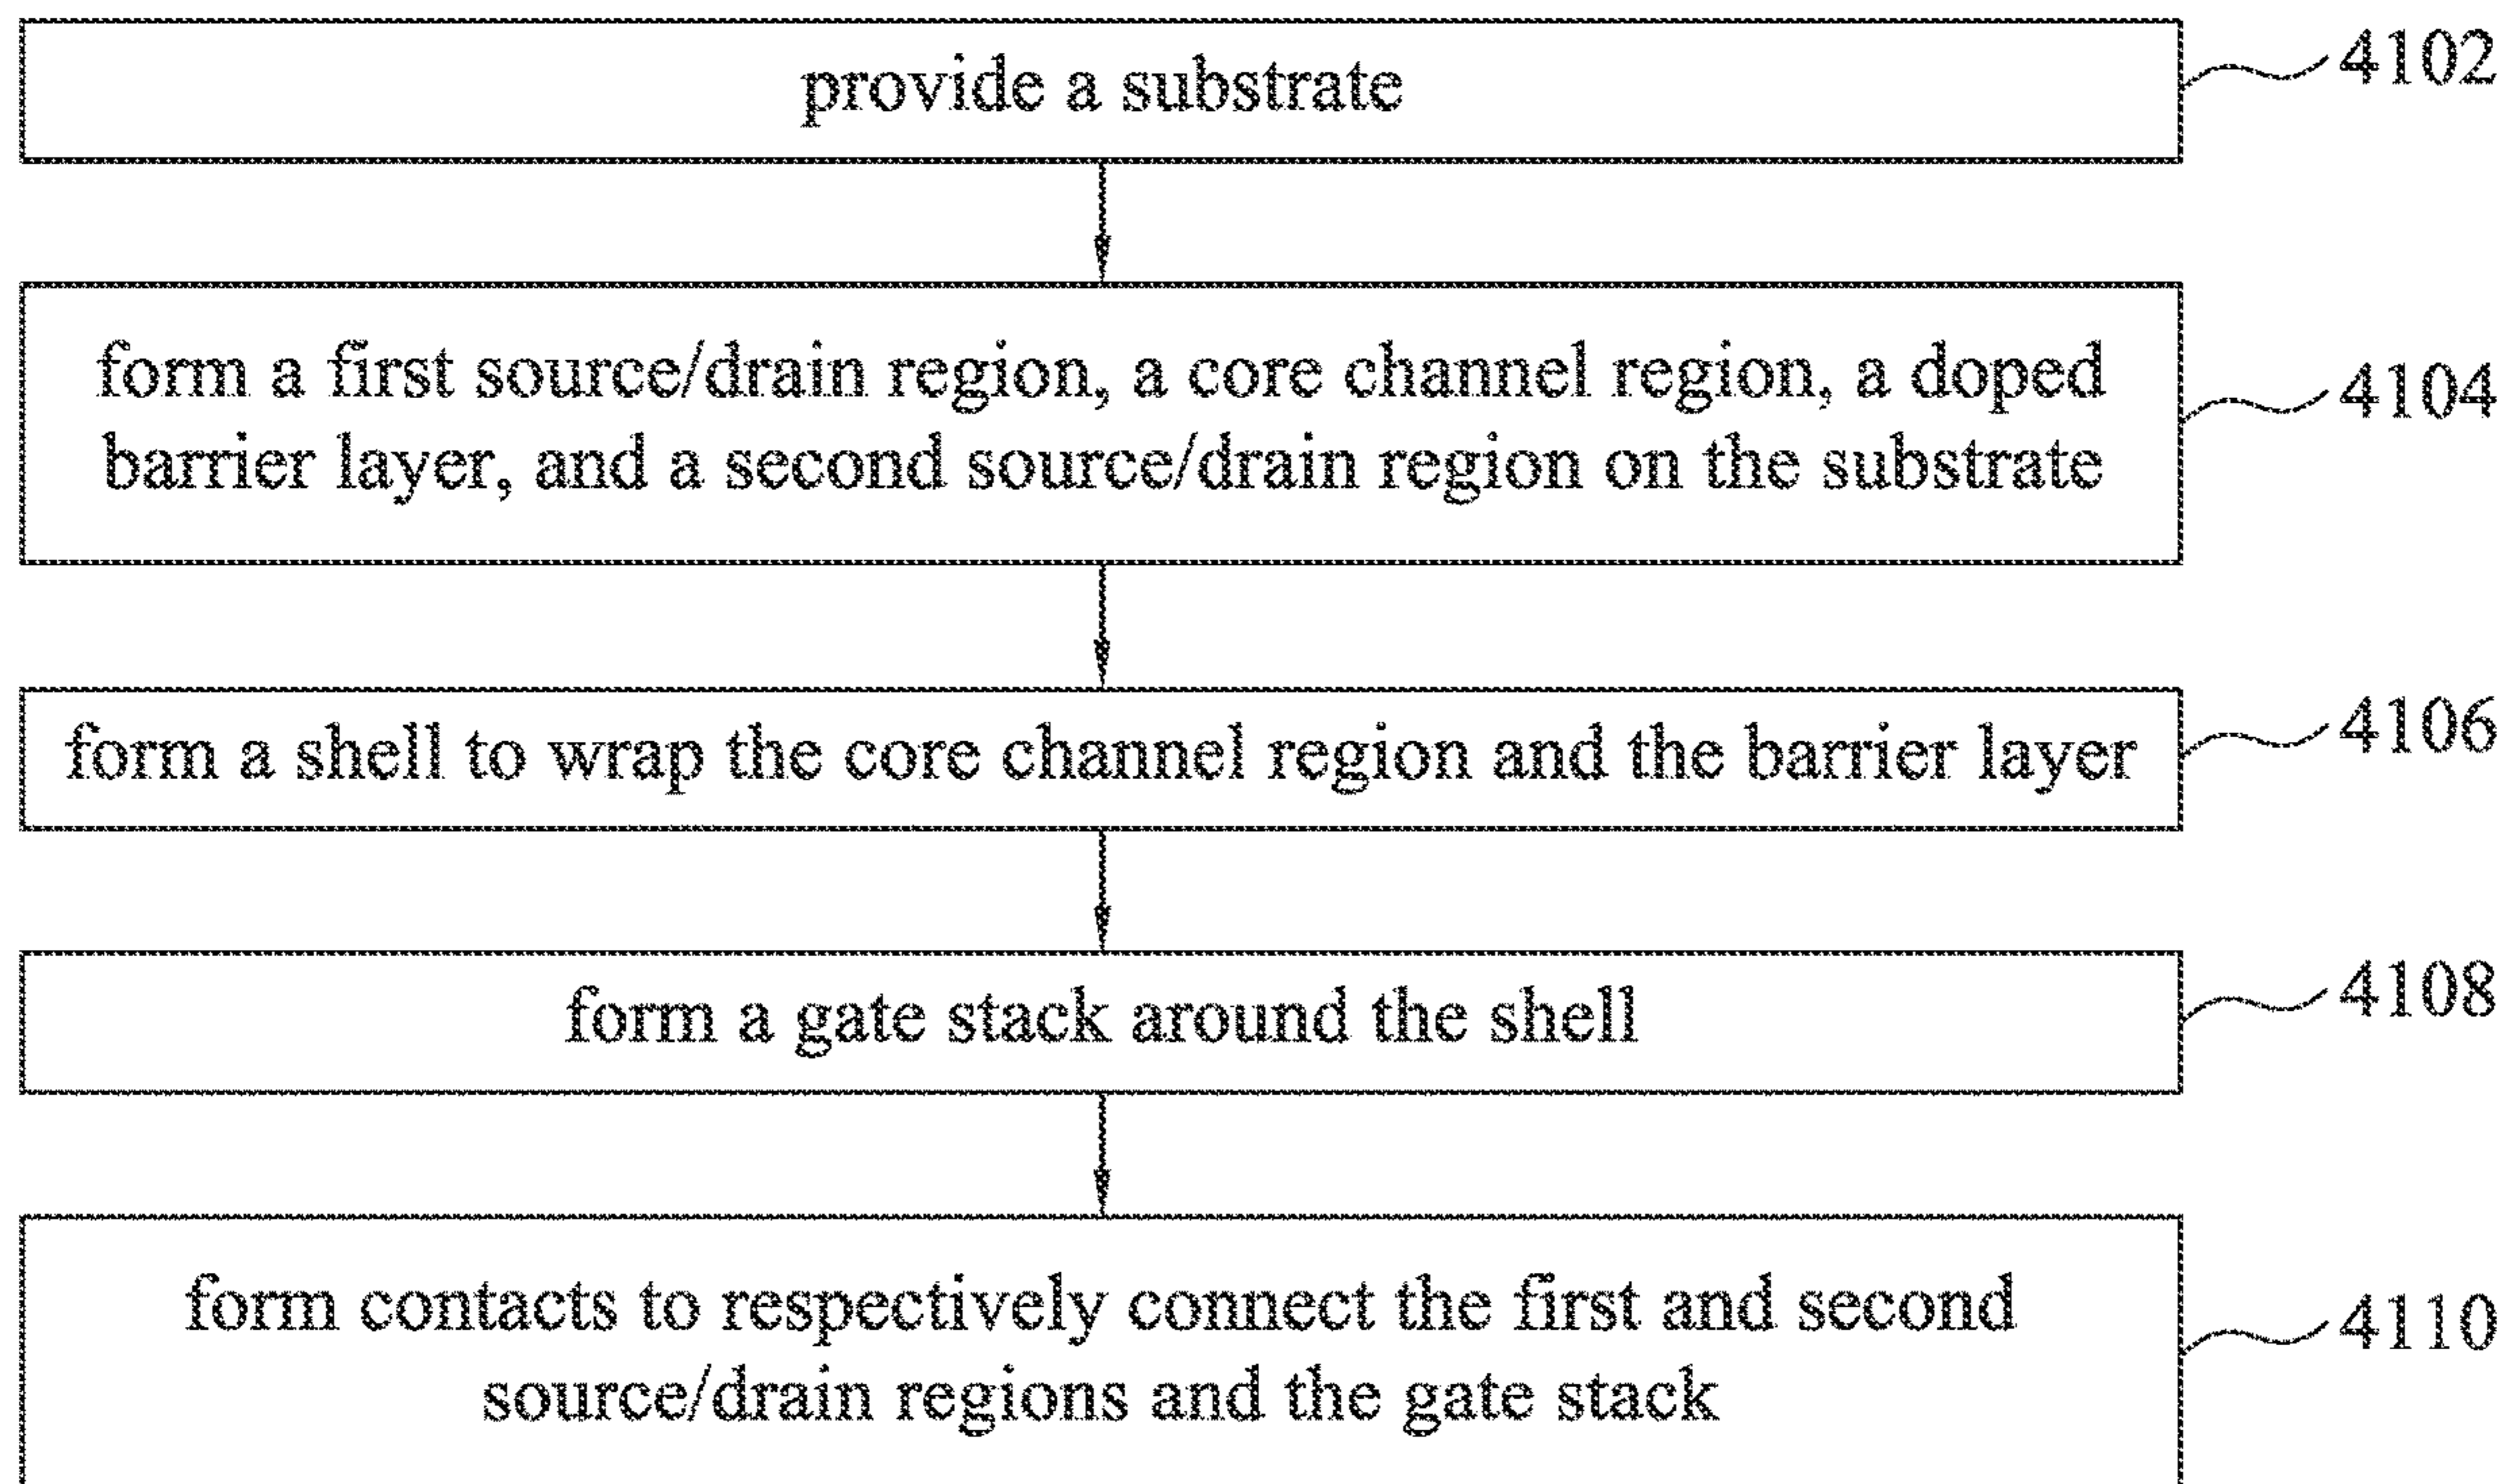 provide a substrate
4102
form a first source/drain region, a core channel region, a doped
barrier layer, and a second source/drain region on the substrate
4104
form a shell to wrap the core channel region and the barrier layer
4106
form a gate stack around the shell
4108
form contacts to respectively connect the first and second
source/drain regions and the gate stack
4110